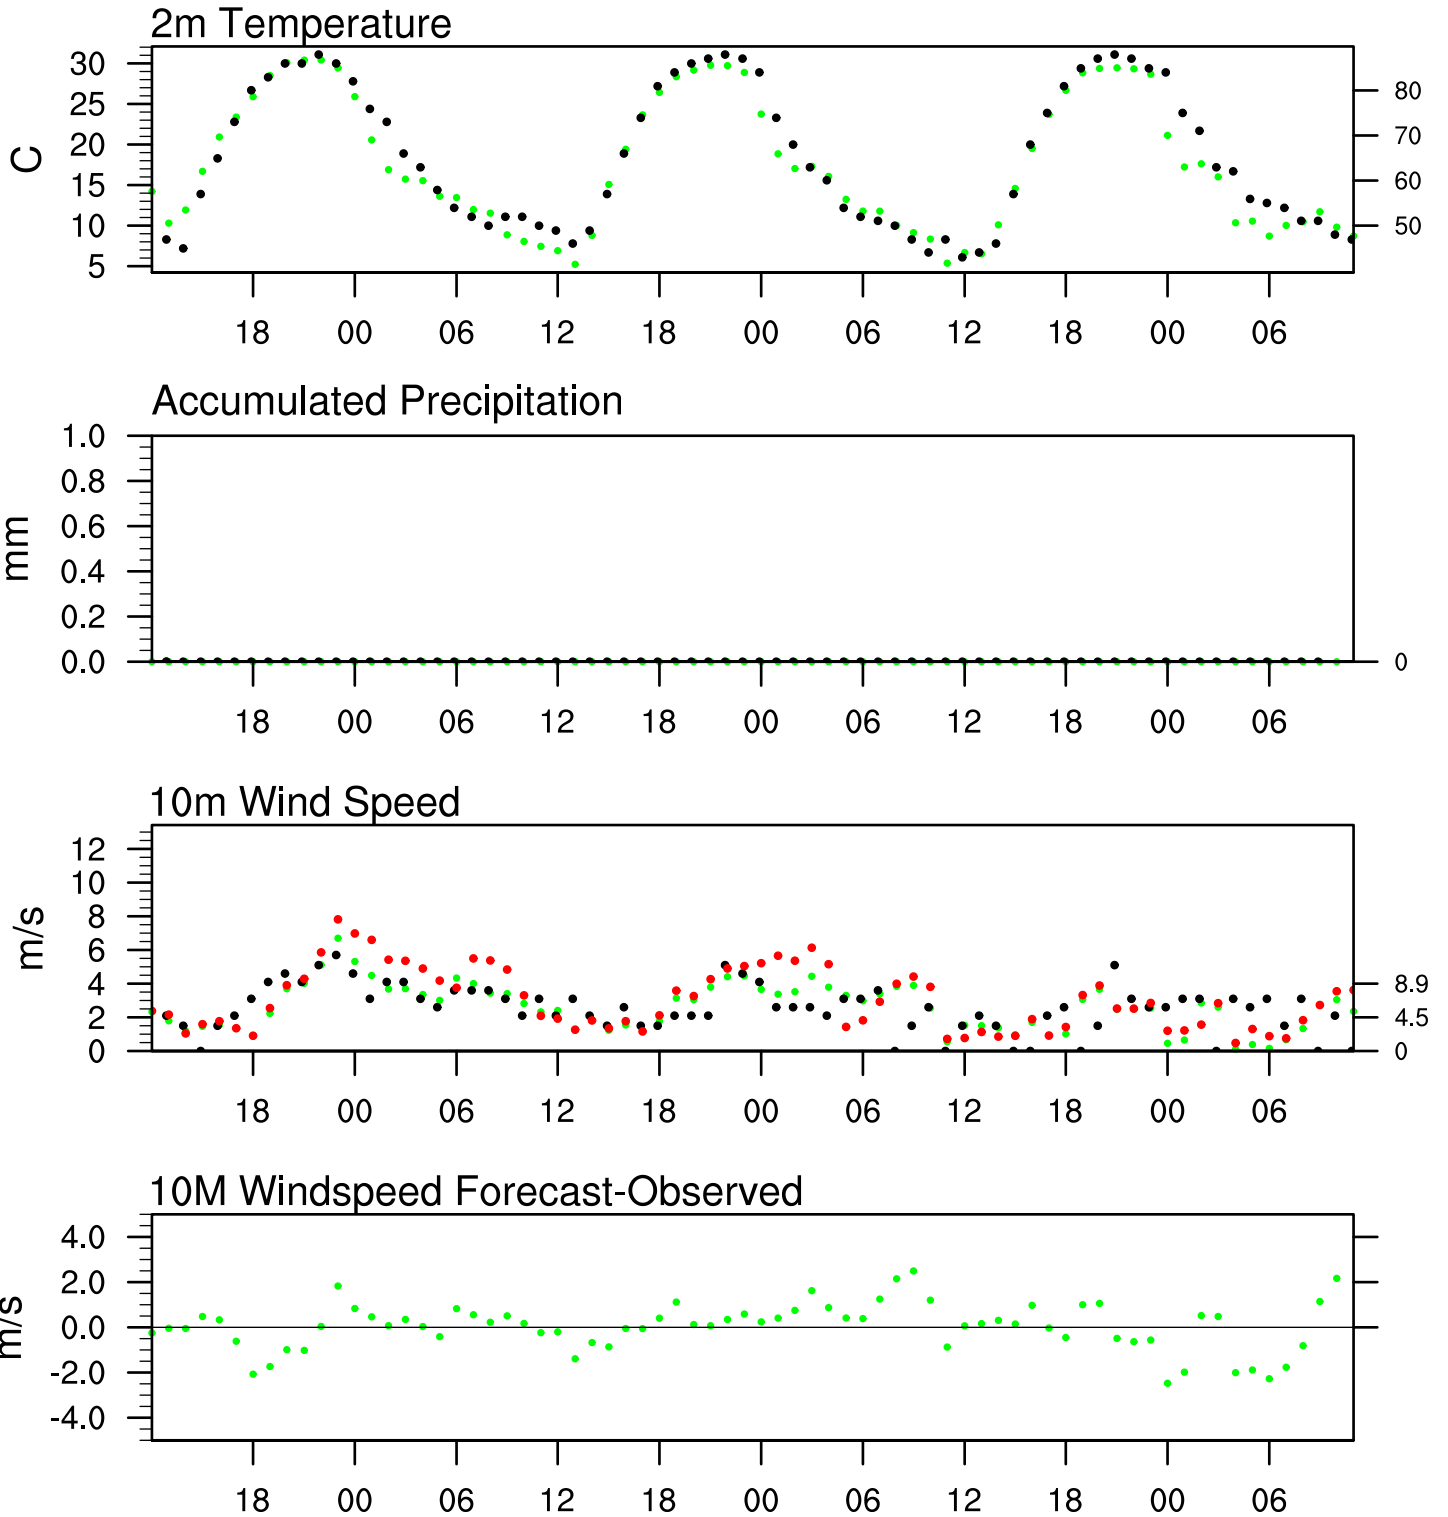 2m Temperature
30
25
20
15
10
5
C
80
70
60
50
18 00 06 12 18 00 06 12 18 00 06
Accumulated Precipitation
1.0
0.8
0.6
0.4
0.2
0.0
mm
0
18 00 06 12 18 00 06 12 18 00 06
10m Wind Speed
12
10
8
6
4
2
0
m/s
8.9
4.5
0
18 00 06 12 18 00 06 12 18 00 06
10M Windspeed Forecast-Observed
4.0
2.0
0.0
-2.0
-4.0
m/s
18 00 06 12 18 00 06 12 18 00 06